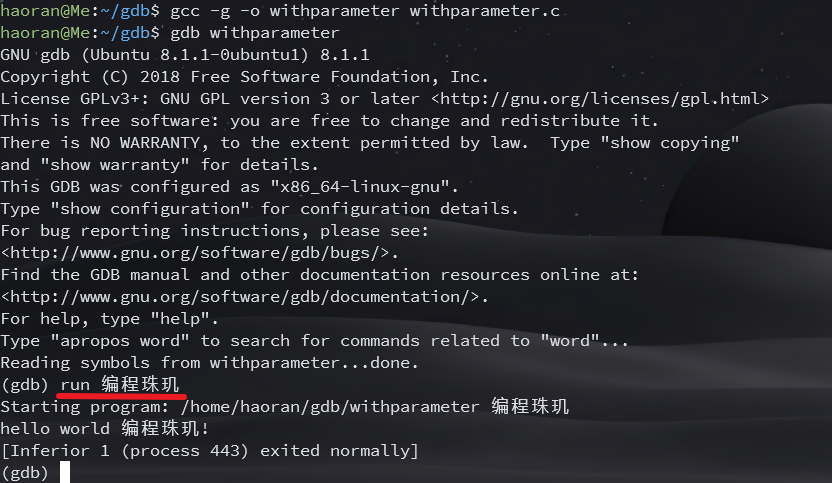 haoran@Me:~/gdb$ gcc -g -o withparameter withparameter.c
haoran@Me:~/gdb$ gdb withparameter
GNU gdb (Ubuntu 8.1.1-0ubuntu1) 8.1.1
Copyright (C) 2018 Free Software Foundation, Inc.
License GPLv3+: GNU GPL version 3 or later <http://gnu.org/licenses/gpl.html>
This is free software: you are free to change and redistribute it.
There is NO WARRANTY, to the extent permitted by law.  Type "show copying"
and "show warranty" for details.
This GDB was configured as "x86_64-linux-gnu".
Type "show configuration" for configuration details.
For bug reporting instructions, please see:
<http://www.gnu.org/software/gdb/bugs/>.
Find the GDB manual and other documentation resources online at:
<http://www.gnu.org/software/gdb/documentation/>.
For help, type "help".
Type "apropos word" to search for commands related to "word"...
Reading symbols from withparameter...done.
(gdb) run 编程珠玑
Starting program: /home/haoran/gdb/withparameter 编程珠玑
hello world 编程珠玑!
[Inferior 1 (process 443) exited normally]
(gdb)